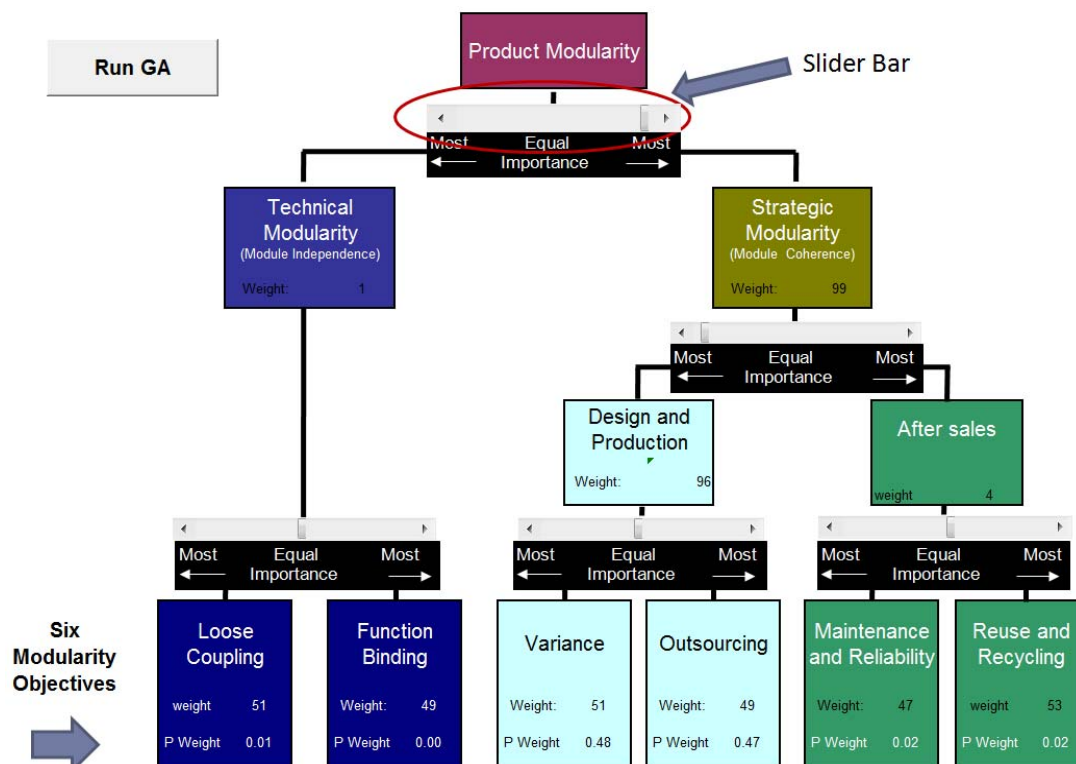 Product Modularity
Run GA
Slider Bar
Most Equal Most
Importance
Technical
Modularity
(Module Independence)
Weight: 1
Strategic
Modularity
(Module Coherence)
Weight: 99
Most Equal Most
Importance
Design and
Production
Weight: 96
After sales
weight 4
Most Equal Most
Importance
Most Equal Most
Importance
Most Equal Most
Importance
Six
Modularity
Objectives
Loose
Coupling
weight 51
P Weight 0.01
Function
Binding
Weight: 49
P Weight 0.00
Variance
Weight: 51
P Weight 0.48
Outsourcing
Weight: 49
P Weight 0.47
Maintenance
and Reliability
Weight: 47
P Weight 0.02
Reuse and
Recycling
weight 53
P Weight 0.02